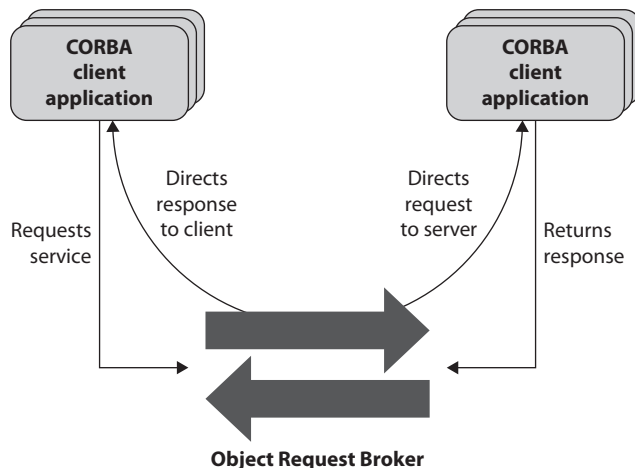 CORBA
client
application
CORBA
client
application
Directs
response
to client
Directs
request
to server
Requests
service
Returns
response
Object Request Broker